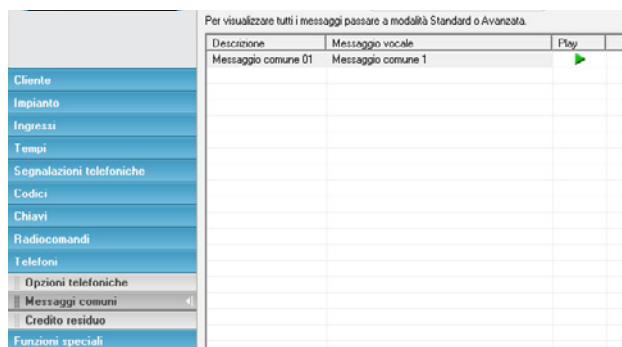 Per visualizzare tutti i messaggi passare a modalità Standard o Avanzata.
Descrizione Messaggio vocale Play
Messaggio comune 01 Messaggio comune 1
Cliente
Impianto
Ingressi
Tempi
Segnalazioni telefoniche
Codici
Chiavi
Radiocomandi
Telefoni
Opzioni telefoniche
Messaggi comuni
Credito residuo
Funzioni speciali